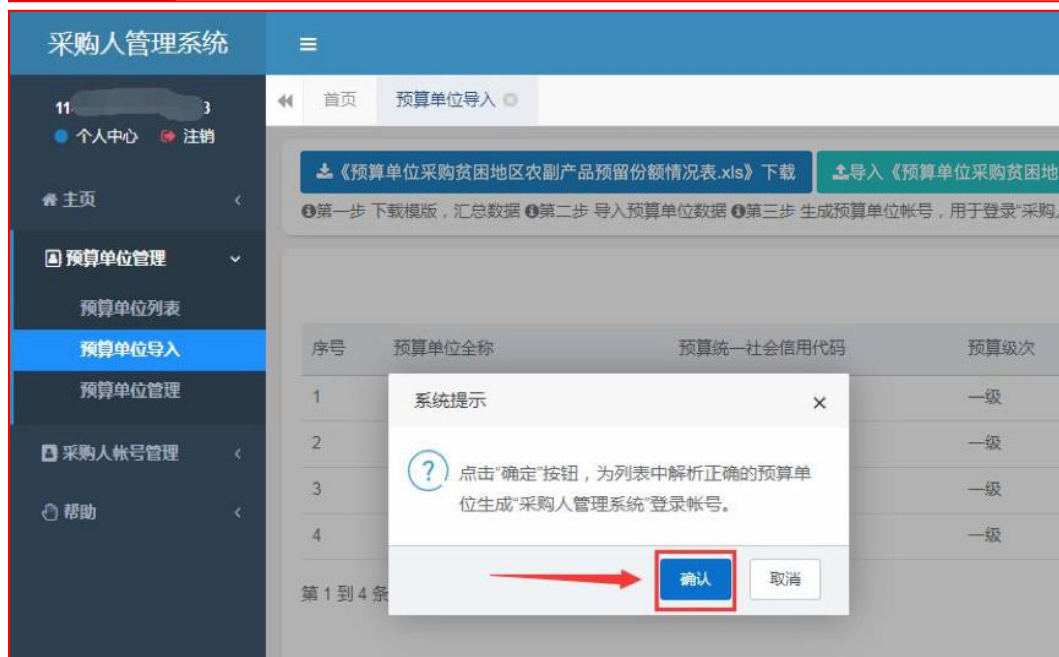 采购人管理系统
11 3
个人中心 注销
首页 预算单位导入
《预算单位采购贫困地区农副产品预留份额情况表.xls》下载
导入《预算单位采购贫困地
第一步 下载模版，汇总数据 第二步 导入预算单位数据 第三步 生成预算单位帐号，用于登录“采购
主页
预算单位管理
预算单位列表
预算单位导入
预算单位管理
采购人帐号管理
帮助
序号 预算单位全称 预算统一社会信用代码 预算级次
1 一级
2 一级
3 一级
4 一级
第 1 到 4 条
系统提示
点击“确定”按钮，为列表中解析正确的预算单
位生成“采购人管理系统”登录帐号。
确认 取消